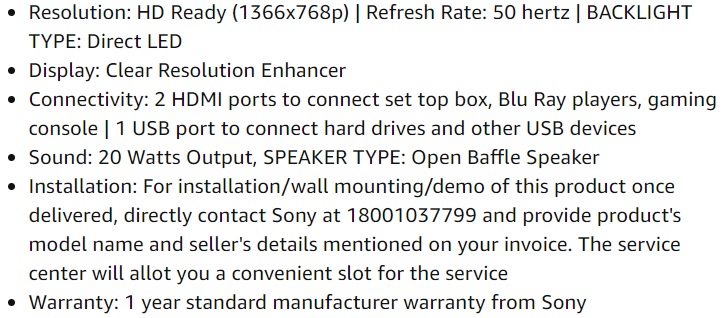 • Resolution: HD Ready (1366x768p) | Refresh Rate: 50 hertz | BACKLIGHT
TYPE: Direct LED
• Display: Clear Resolution Enhancer
• Connectivity: 2 HDMI ports to connect set top box, Blu Ray players, gaming
console | 1 USB port to connect hard drives and other USB devices
• Sound: 20 Watts Output, SPEAKER TYPE: Open Baffle Speaker
• Installation: For installation/wall mounting/demo of this product once
delivered, directly contact Sony at 18001037799 and provide product's
model name and seller's details mentioned on your invoice. The service
center will allot you a convenient slot for the service
• Warranty: 1 year standard manufacturer warranty from Sony